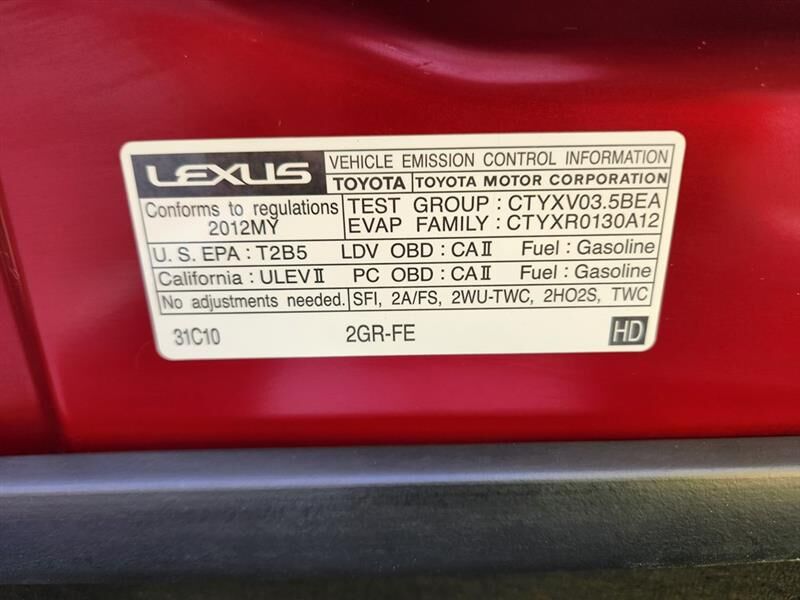 LEXUS VEHICLE EMISSION CONTROL INFORMATION
TOYOTA TOYOTA MOTOR CORPORATION
Conforms to regulations
2012MY
TEST GROUP : CTYXV03.5BEA
EVAP FAMILY : CTYXR0130A12
U. S. EPA : T2B5 LDV OBD : CAⅡ Fuel : Gasoline
California : ULEVⅡ PC OBD : CAⅡ Fuel : Gasoline
No adjustments needed. SFI, 2A/FS, 2WU-TWC, 2HO2S, TWC
31C10 2GR-FE HD